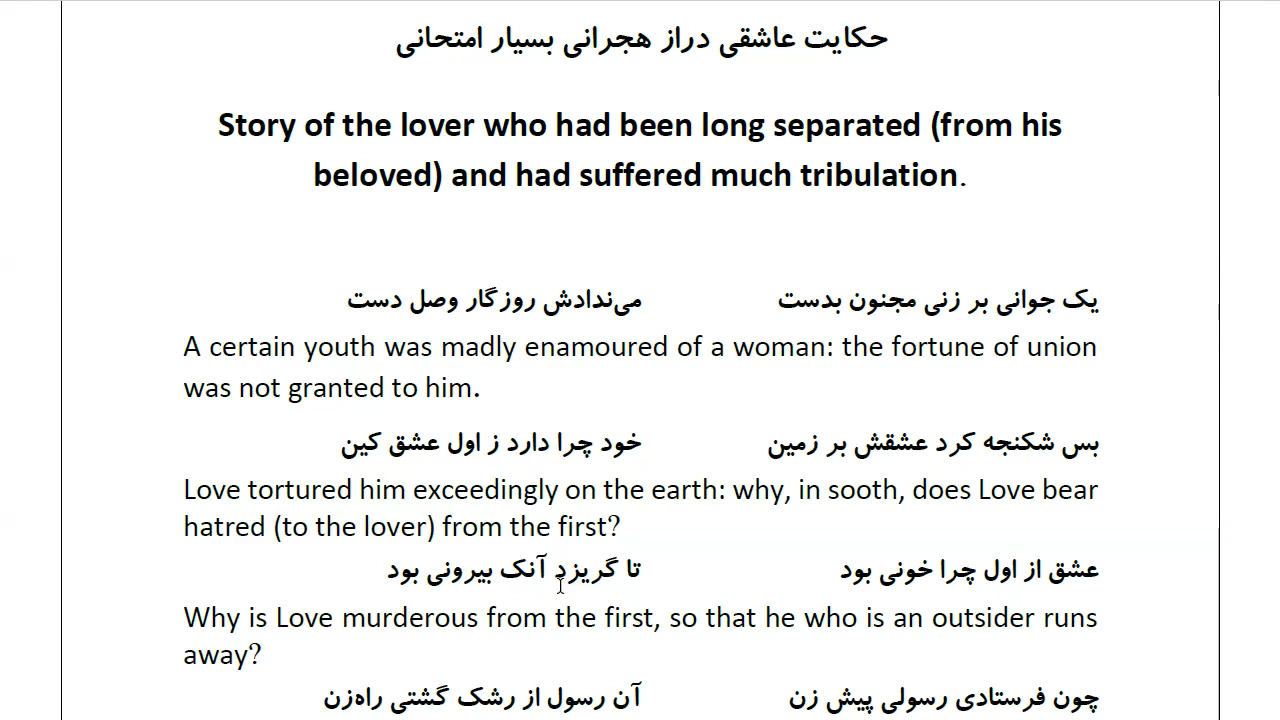 حکایت عاشقی دراز هجرانی بسیار امتحانی
Story of the lover who had been long separated (from his
beloved) and had suffered much tribulation.
یک جوانی بر زنی مجنون بدست می‌ندادش روزگار وصل دست
A certain youth was madly enamoured of a woman: the fortune of union
was not granted to him.
بس شکنجه کرد عشقش بر زمین خود چرا دارد ز اول عشق کین
Love tortured him exceedingly on the earth: why, in sooth, does Love bear
hatred (to the lover) from the first?
عشق از اول چرا خونی بود تا گریزد آنک بیرونی بود
Why is Love murderous from the first, so that he who is an outsider runs
away?
چون فرستادی رسولی پیش زن آن رسول از رشک گشتی راه‌زن